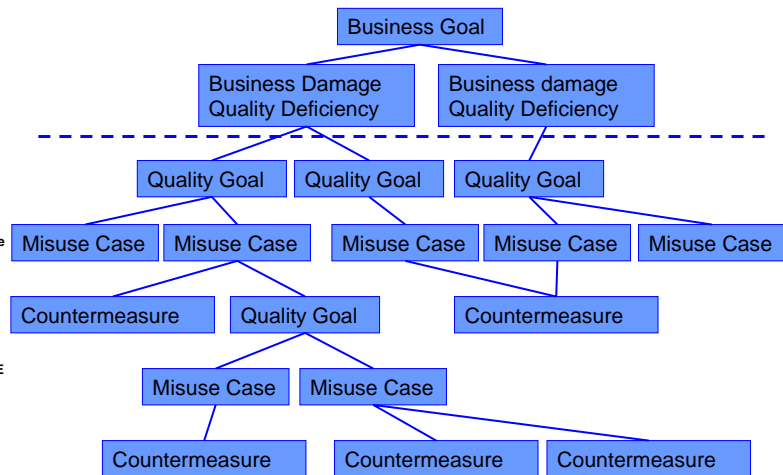 Business Goal
Business Damage
Quality Deficiency
Business damage
Quality Deficiency
Quality Goal
Quality Goal
Quality Goal
e
Misuse Case
Misuse Case
Misuse Case
Misuse Case
Misuse Case
Countermeasure
Quality Goal
Countermeasure
E
Misuse Case
Misuse Case
Countermeasure
Countermeasure
Countermeasure